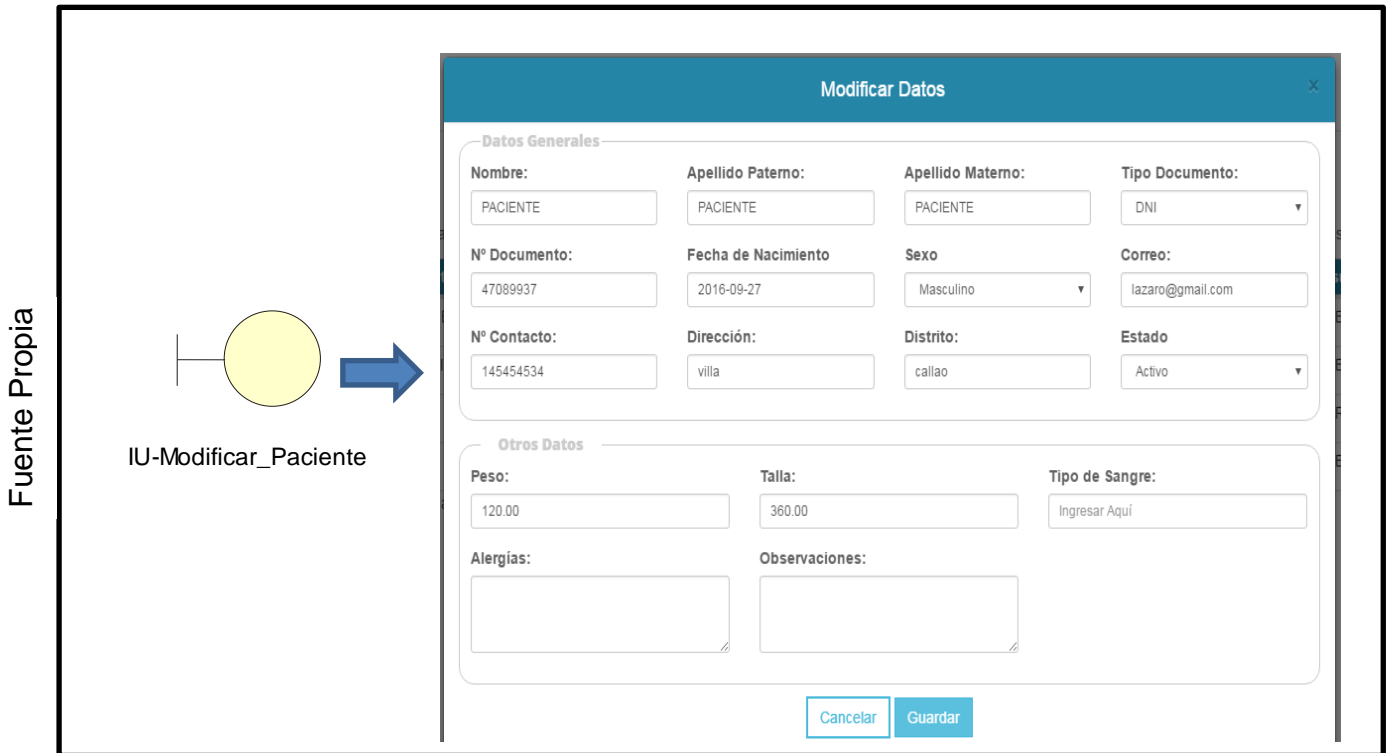 Fuente Propia
IU-Modificar_Paciente
Modificar Datos
x
Datos Generales
Nombre: Apellido Paterno: Apellido Materno: Tipo Documento:
PACIENTE PACIENTE PACIENTE DNI
Nº Documento: Fecha de Nacimiento Sexo Correo:
47089937 2016-09-27 Masculino lazaro@gmail.com
Nº Contacto: Dirección: Distrito: Estado
145454534 villa callao Activo
Otros Datos
Peso: Talla: Tipo de Sangre:
120.00 360.00 Ingresar Aquí
Alergías: Observaciones:
Cancelar Guardar